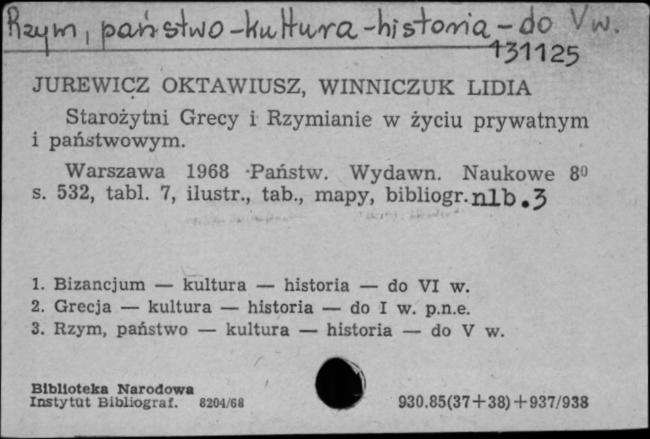 Rzym, państwo-kultura-historia-do V w.
131125
JUREWICZ OKTAWIUSZ, WINNICZUK LIDIA
Starożytni Grecy i Rzymianie w życiu prywatnym
i państwowym.
Warszawa 1968 Państw. Wydawn. Naukowe 8⁰
s. 532, tabl. 7, ilustr., tab., mapy, bibliogr. nlb. 3
1. Bizancjum — kultura — historia — do VI w.
2. Grecja — kultura — historia — do I w. p.n.e.
3. Rzym, państwo — kultura — historia — do V w.
Biblioteka Narodowa
Instytut Bibliograf. 8204/68
930.85(37+38)+937/938